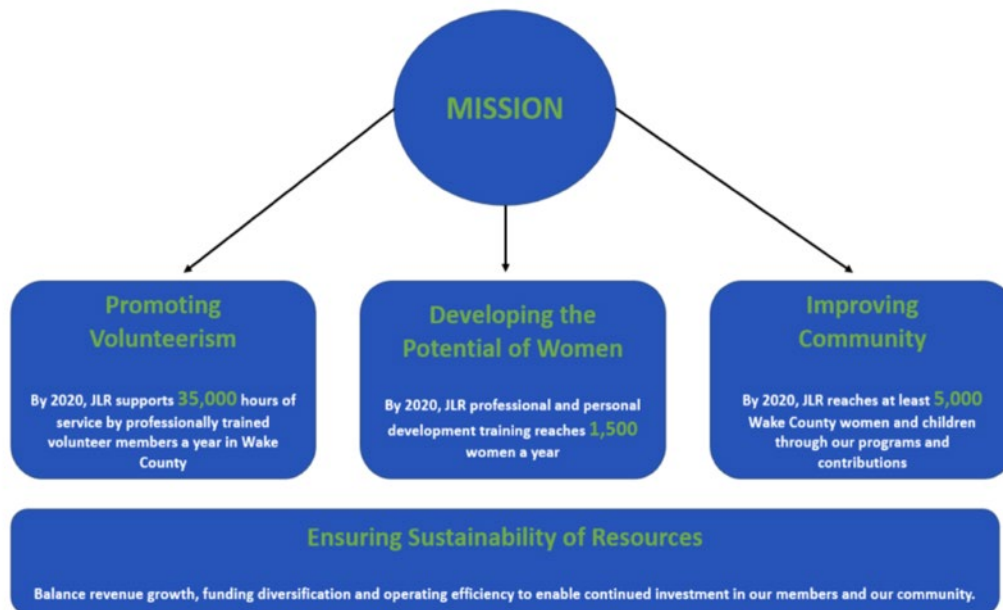 MISSION
Promoting
Volunteerism
By 2020, JLR supports 35,000 hours of
service by professionally trained
volunteer members a year in Wake
County
Developing the
Potential of Women
By 2020, JLR professional and personal
development training reaches 1,500
women a year
Improving
Community
By 2020, JLR reaches at least 5,000
Wake County women and children
through our programs and
contributions
Ensuring Sustainability of Resources
Balance revenue growth, funding diversification and operating efficiency to enable continued investment in our members and our community.